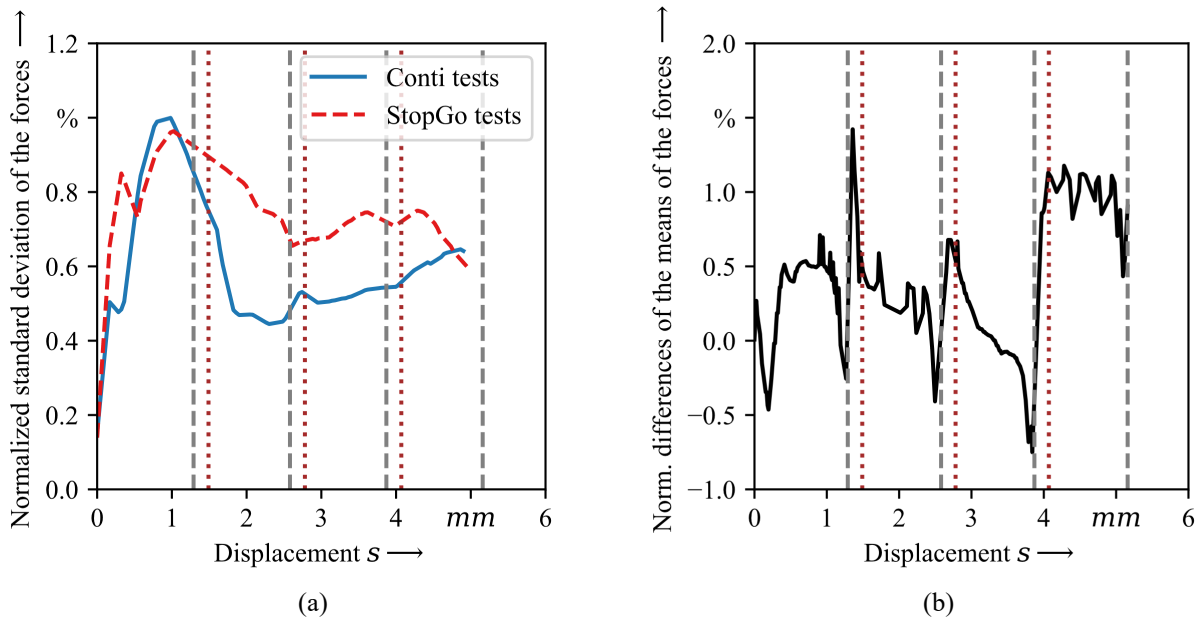 Normalized standard deviation of the forces ⟶
1.2
%
0.8
0.6
0.4
0.2
0.0
Conti tests
StopGo tests
0 1 2 3 4 mm 6
Displacement s ⟶
(a)
Norm. differences of the means of the forces ⟶
2.0
%
1.0
0.5
0.0
−0.5
−1.0
0 1 2 3 4 mm 6
Displacement s ⟶
(b)